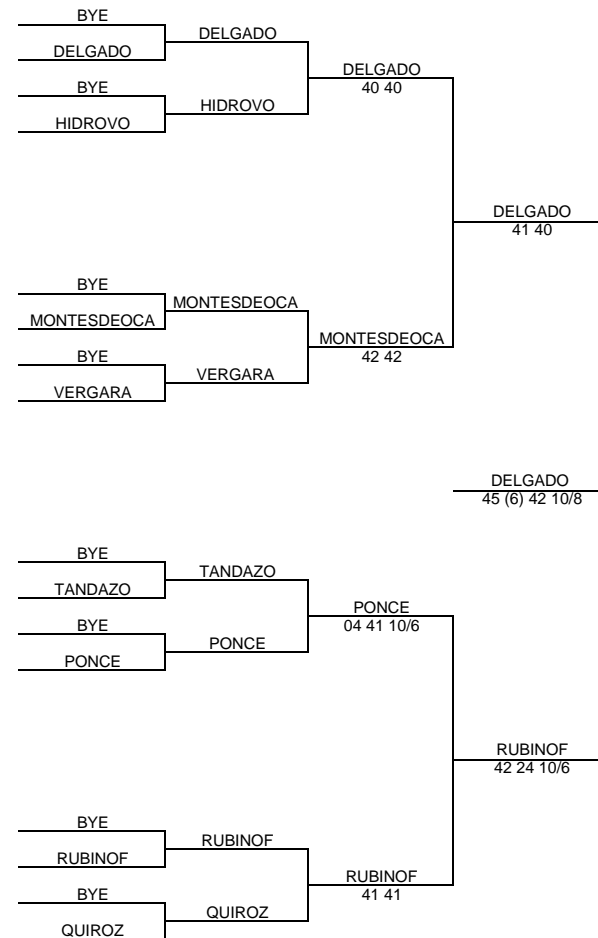 BYE
DELGADO
DELGADO
BYE
DELGADO
40 40
HIDROVO
HIDROVO
DELGADO
41 40
BYE
MONTESDEOCA
MONTESDEOCA
BYE
MONTESDEOCA
42 42
VERGARA
VERGARA
DELGADO
45 (6) 42 10/8
BYE
TANDAZO
TANDAZO
BYE
PONCE
04 41 10/6
PONCE
PONCE
RUBINOF
42 24 10/6
BYE
RUBINOF
RUBINOF
BYE
RUBINOF
41 41
QUIROZ
QUIROZ